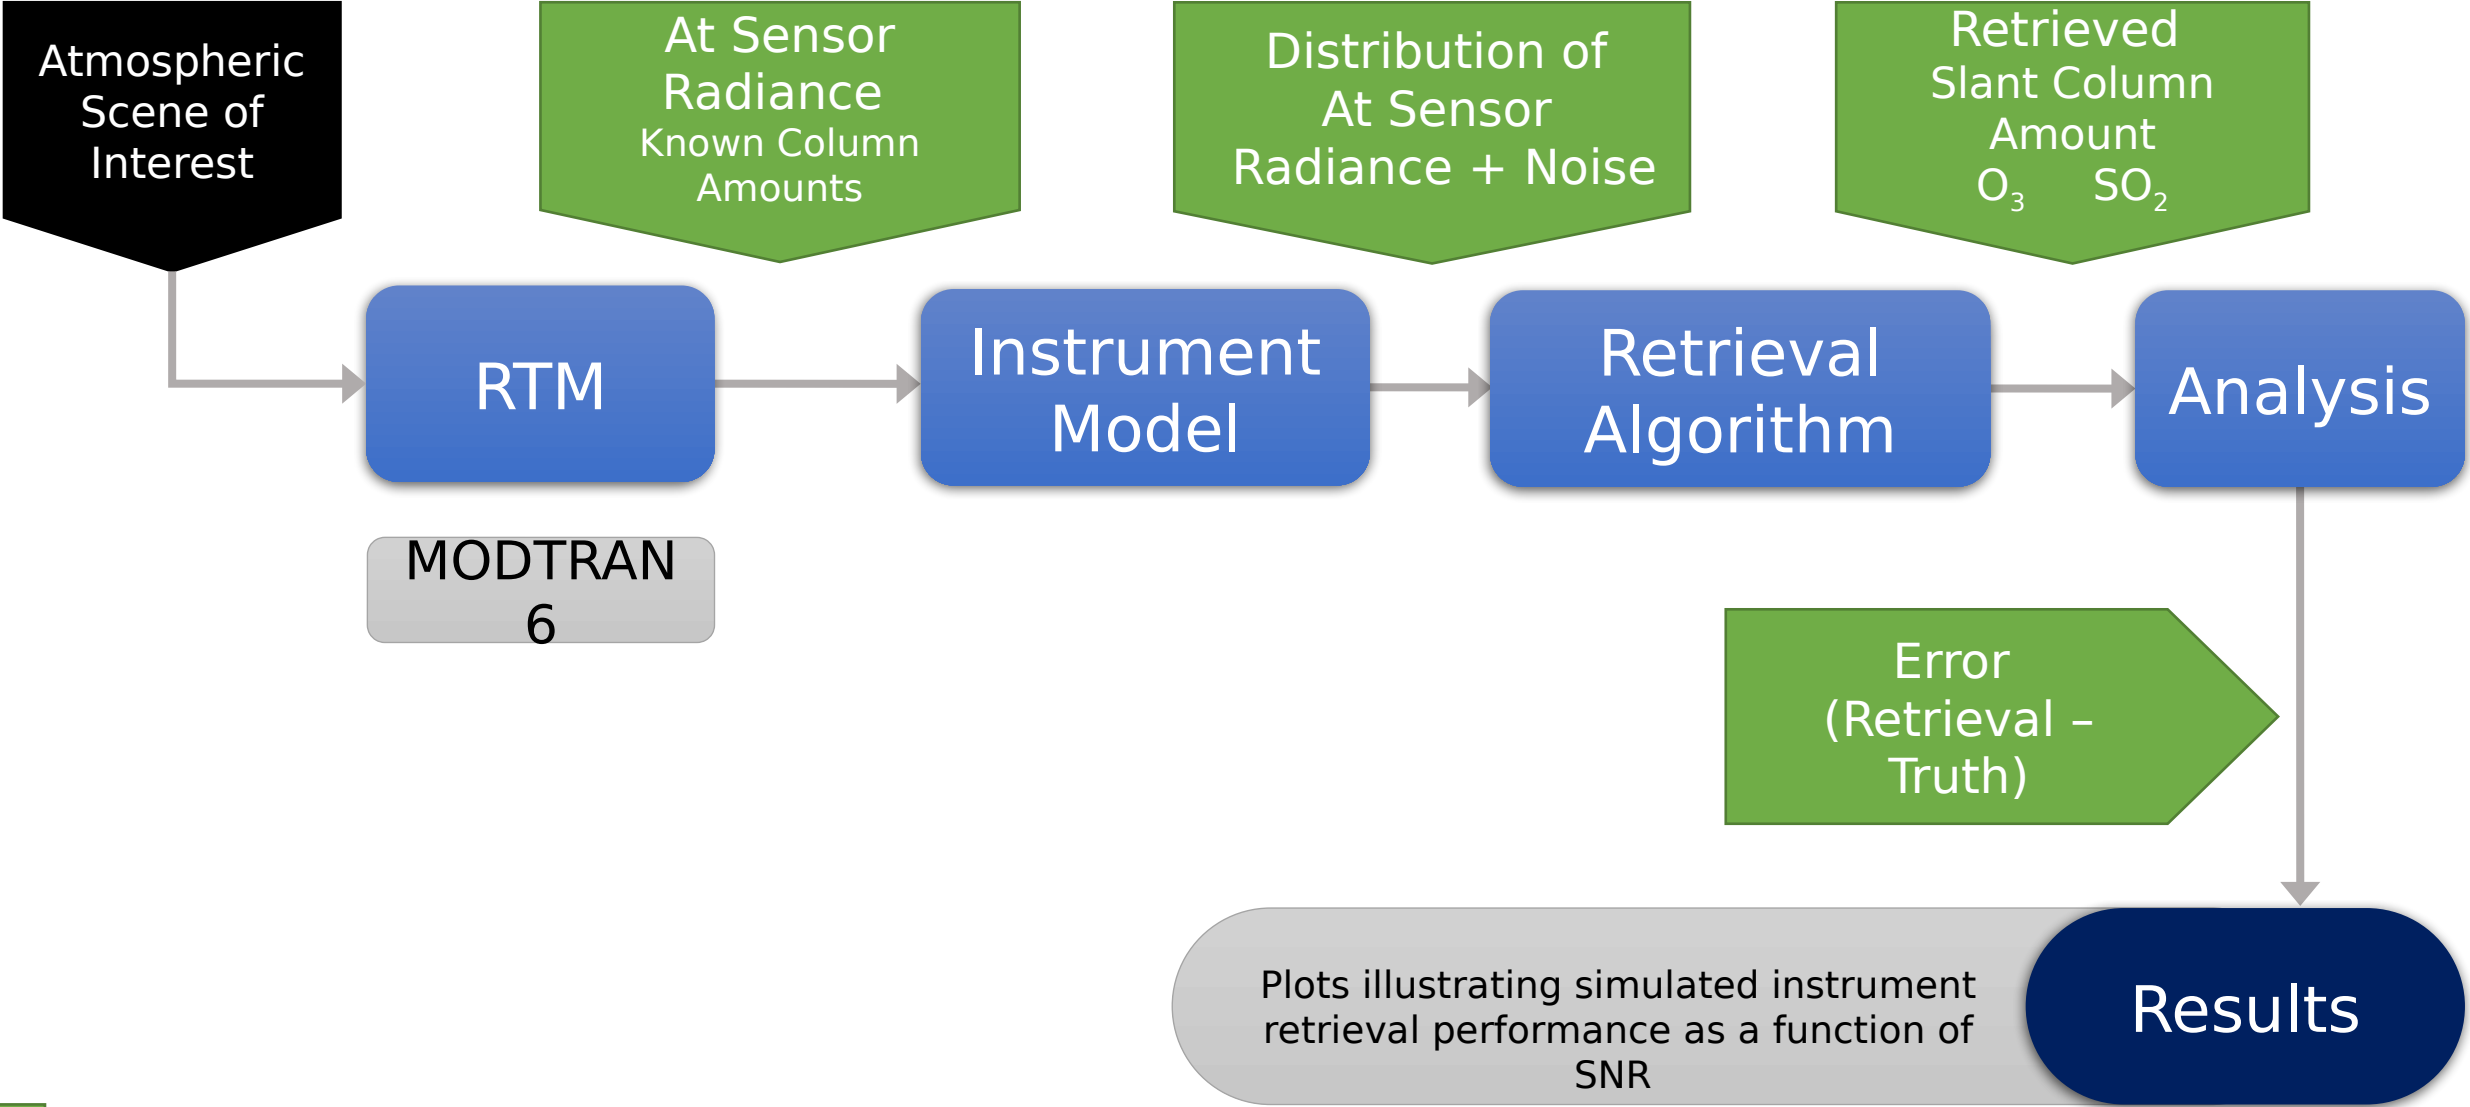 Atmospheric
Scene of
Interest
At Sensor
Radiance
Known Column
Amounts
Distribution of
At Sensor
Radiance + Noise
Retrieved
Slant Column
Amount
O₃ SO₂
RTM
Instrument
Model
Retrieval
Algorithm
Analysis
MODTRAN
6
Error
(Retrieval –
Truth)
Plots illustrating simulated instrument
retrieval performance as a function of
SNR
Results